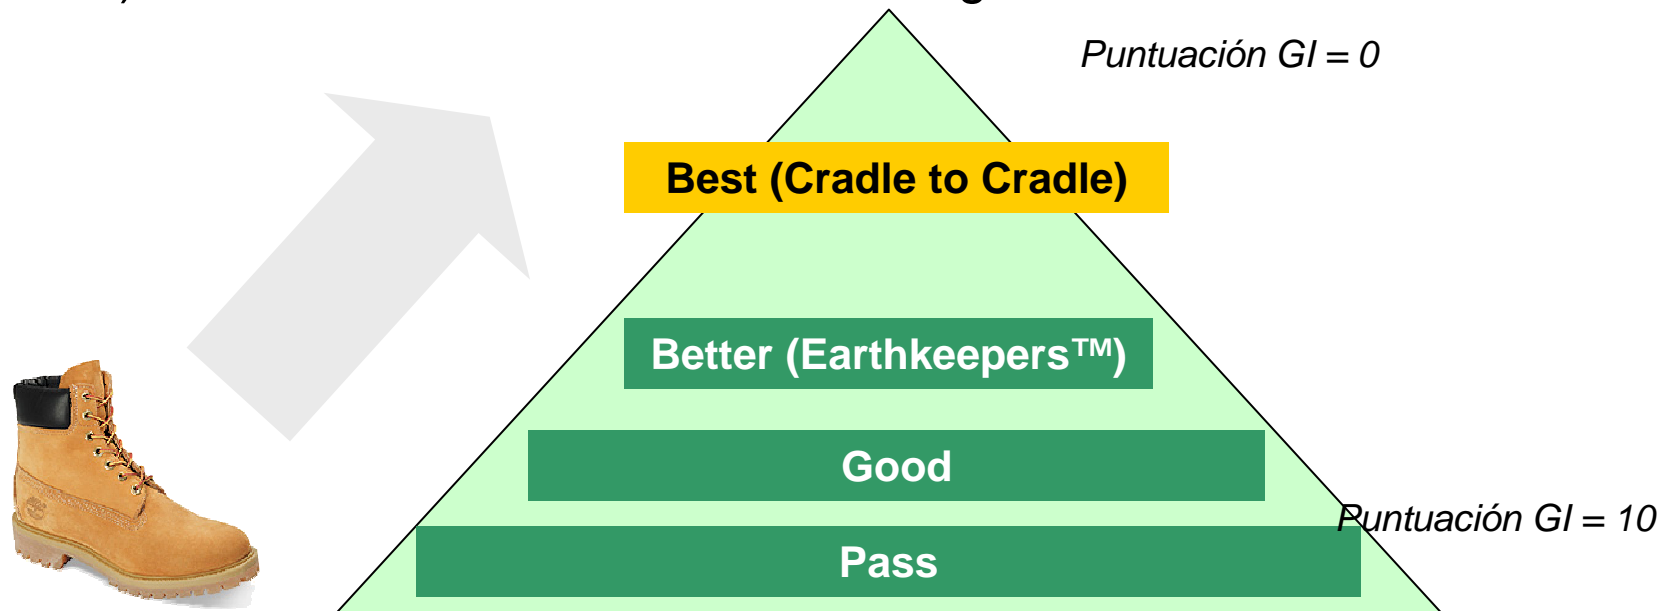 Puntuación GI = 0
Best (Cradle to Cradle)
Better (Earthkeepers™)
Good
Puntuación GI = 10
Pass